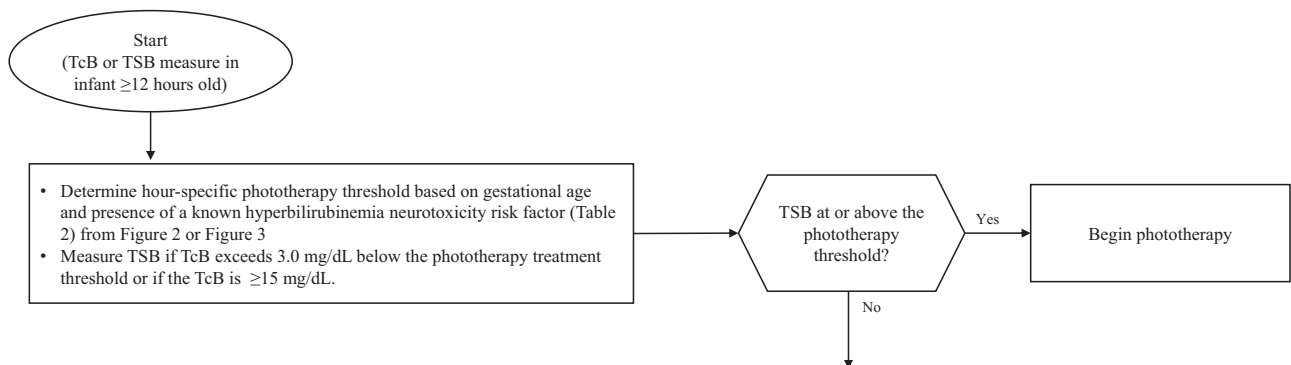 Start
(TcB or TSB measure in
infant ≥12 hours old)
• Determine hour-specific phototherapy threshold based on gestational age
and presence of a known hyperbilirubinemia neurotoxicity risk factor (Table
2) from Figure 2 or Figure 3
• Measure TSB if TcB exceeds 3.0 mg/dL below the phototherapy treatment
threshold or if the TcB is ≥15 mg/dL.
TSB at or above the
phototherapy
threshold?
Yes
Begin phototherapy
No